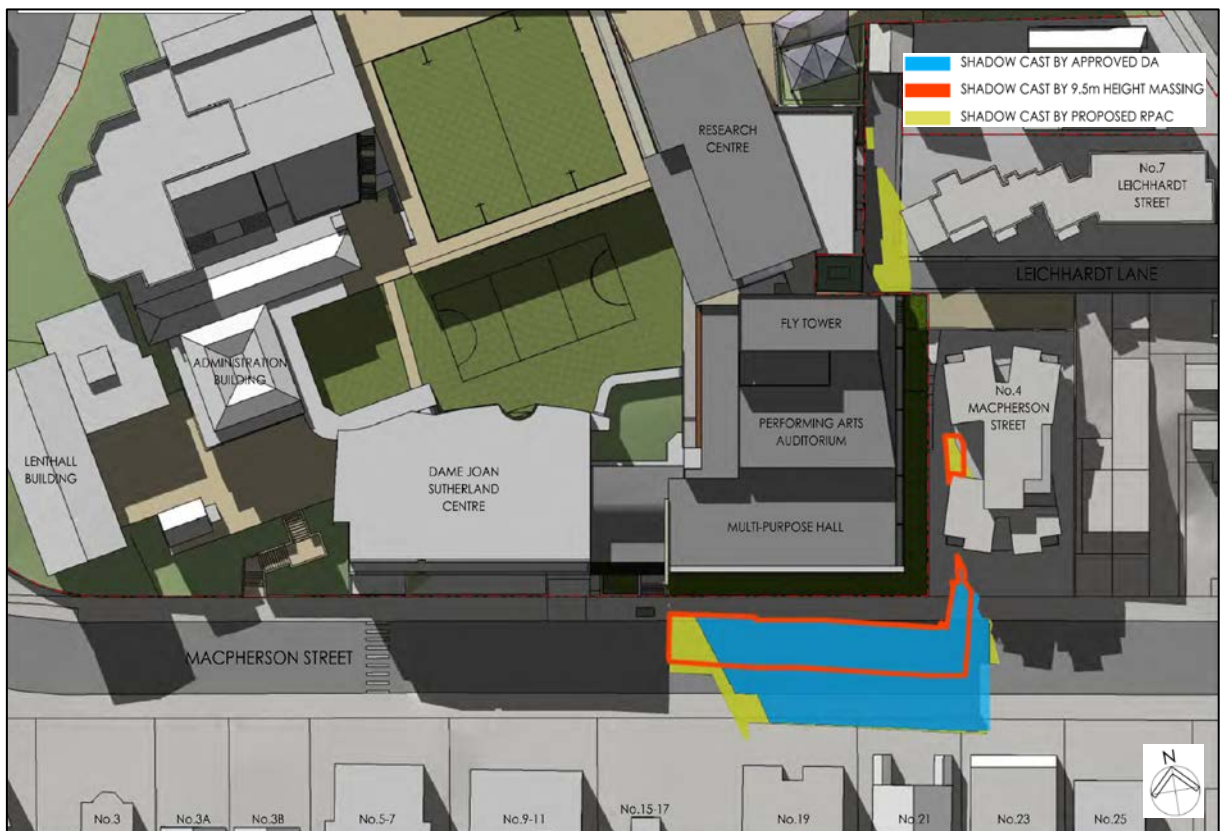 SHADOW CAST BY APPROVED DA
SHADOW CAST BY 9.5m HEIGHT MASSING
SHADOW CAST BY PROPOSED RPAC
RESEARCH
CENTRE
No.7
LEICHHARDT
STREET
LEICHHARDT LANE
FLY TOWER
ADMINISTRATION
BUILDING
No.4
MACPHERSON
STREET
PERFORMING ARTS
AUDITORIUM
LENTHALL
BUILDING
DAME JOAN
SUTHERLAND
CENTRE
MULTI-PURPOSE HALL
MACPHERSON STREET
N
No.3
No.3A
No.3B
No.5-7
No.9-11
No.15-17
No.19
No.21
No.23
No.25